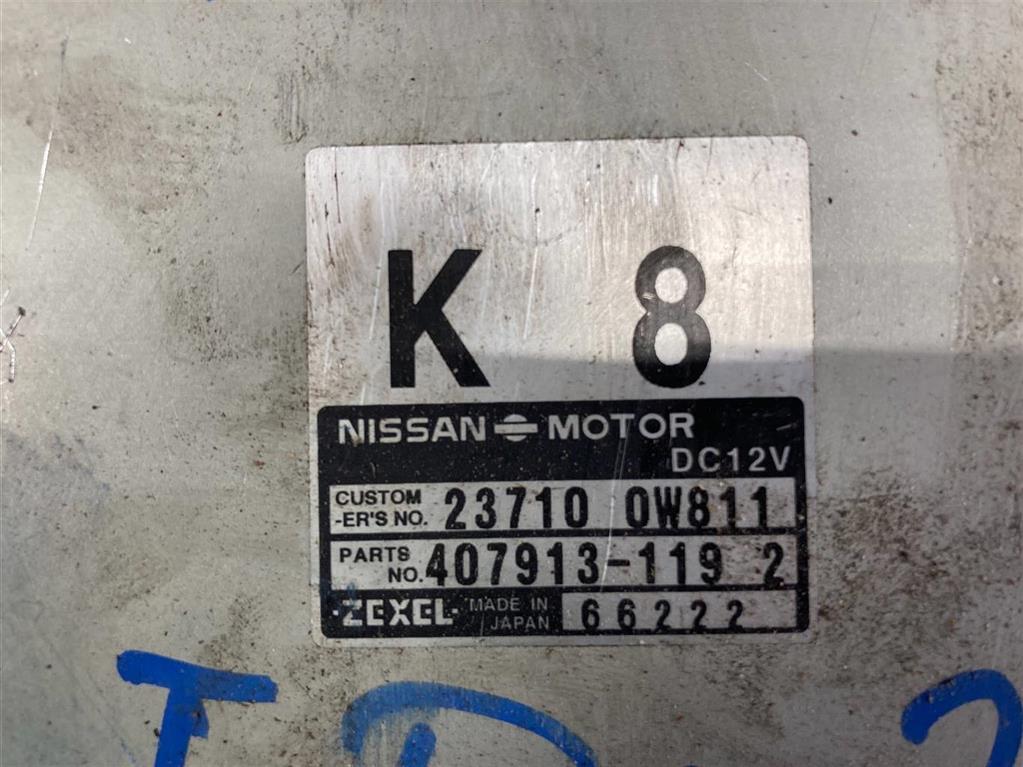 K 8
NISSAN MOTOR
DC12V
CUSTOM
-ER'S NO. 23710 0W811
PARTS
NO. 407913-119 2
·ZEXEL· MADE IN
JAPAN 66222